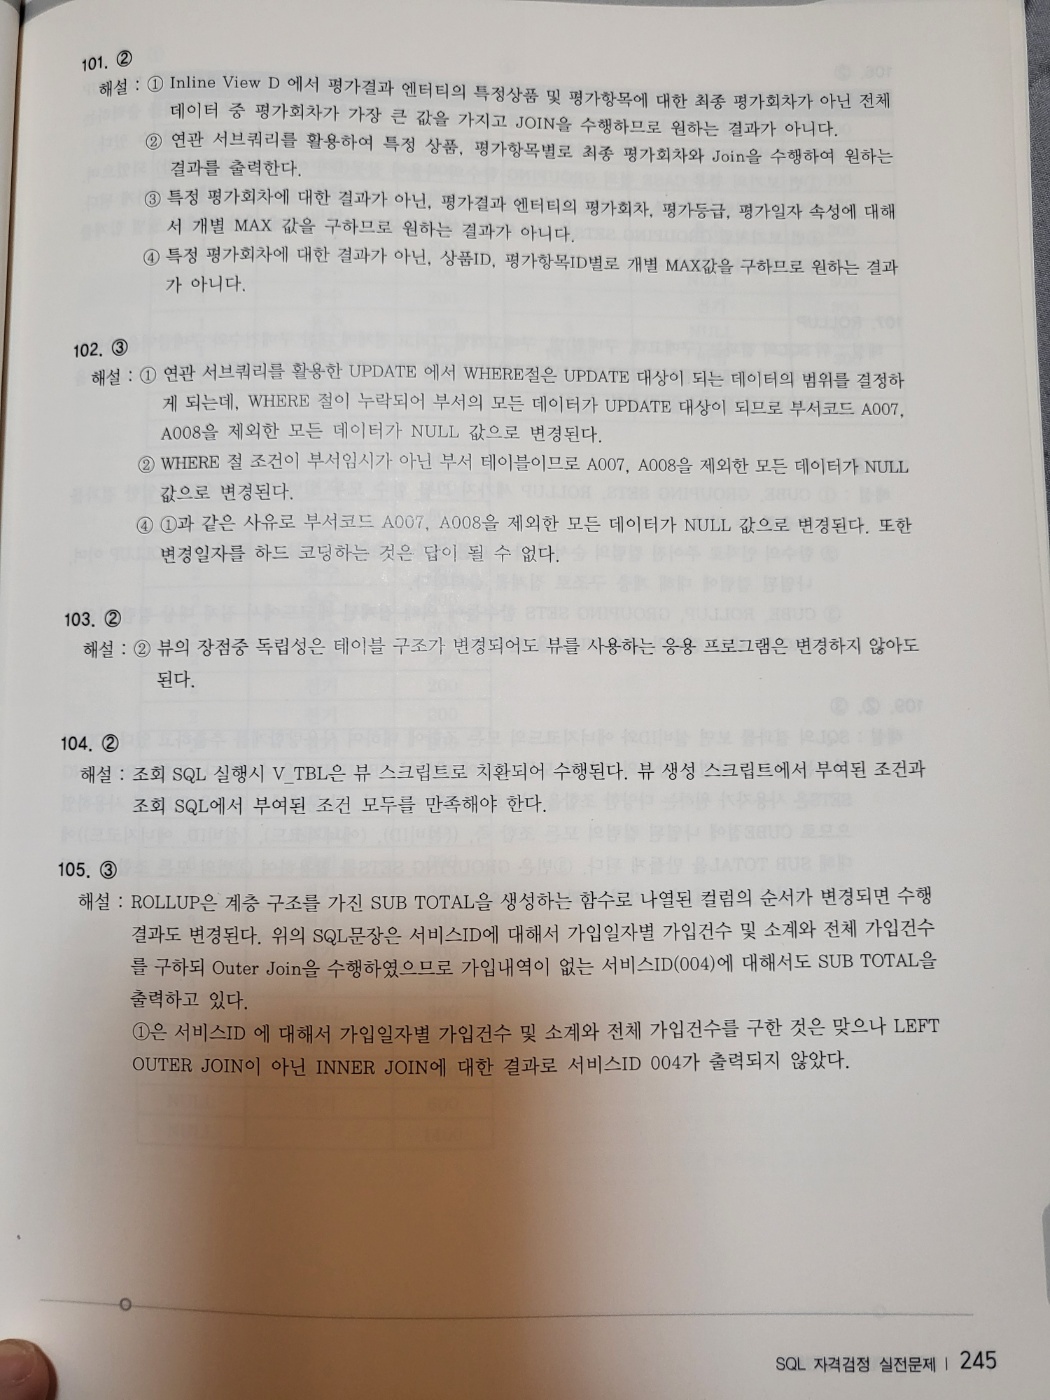 101. ②
해설 : ① Inline View D 에서 평가결과 엔터티의 특정상품 및 평가항목에 대한 최종 평가회차가 아닌 전체
데이터 중 평가회차가 가장 큰 값을 가지고 JOIN을 수행하므로 원하는 결과가 아니다.
② 연관 서브쿼리를 활용하여 특정 상품, 평가항목별로 최종 평가회차와 Join을 수행하여 원하는
결과를 출력한다.
③ 특정 평가회차에 대한 결과가 아닌, 평가결과 엔터티의 평가회차, 평가등급, 평가일자 속성에 대해
서 개별 MAX 값을 구하므로 원하는 결과가 아니다.
④ 특정 평가회차에 대한 결과가 아닌, 상품ID, 평가항목ID별로 개별 MAX값을 구하므로 원하는 결과
가 아니다.
102. ③
해설 : ① 연관 서브쿼리를 활용한 UPDATE 에서 WHERE절은 UPDATE 대상이 되는 데이터의 범위를 결정하
게 되는데, WHERE 절이 누락되어 부서의 모든 데이터가 UPDATE 대상이 되므로 부서코드 A007,
A008을 제외한 모든 데이터가 NULL 값으로 변경된다.
② WHERE 절 조건이 부서임시가 아닌 부서 테이블이므로 A007, A008을 제외한 모든 데이터가 NULL
값으로 변경된다.
④ ①과 같은 사유로 부서코드 A007, A008을 제외한 모든 데이터가 NULL 값으로 변경된다. 또한
변경일자를 하드 코딩하는 것은 답이 될 수 없다.
103. ②
해설 : ② 뷰의 장점중 독립성은 테이블 구조가 변경되어도 뷰를 사용하는 응용 프로그램은 변경하지 않아도
된다.
104. ②
해설 : 조회 SQL 실행시 V_TBL은 뷰 스크립트로 치환되어 수행된다. 뷰 생성 스크립트에서 부여된 조건과
조회 SQL에서 부여된 조건 모두를 만족해야 한다.
105. ③
해설 : ROLLUP은 계층 구조를 가진 SUB TOTAL을 생성하는 함수로 나열된 컬럼의 순서가 변경되면 수행
결과도 변경된다. 위의 SQL문장은 서비스ID에 대해서 가입일자별 가입건수 및 소계와 전체 가입건수
를 구하되 Outer Join을 수행하였으므로 가입내역이 없는 서비스ID(004)에 대해서도 SUB TOTAL을
출력하고 있다.
①은 서비스ID 에 대해서 가입일자별 가입건수 및 소계와 전체 가입건수를 구한 것은 맞으나 LEFT
OUTER JOIN이 아닌 INNER JOIN에 대한 결과로 서비스ID 004가 출력되지 않았다.
SQL 자격검정 실전문제 | 245